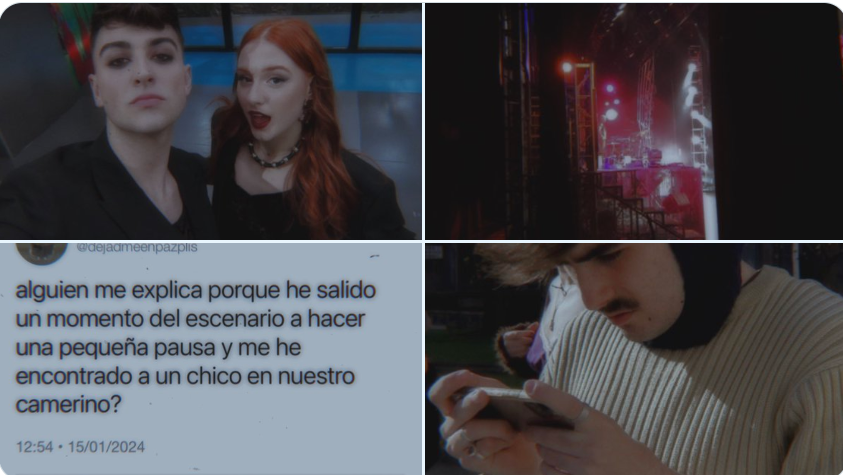 @dejadmeenpazplis
alguien me explica porque he salido
un momento del escenario a hacer
una pequeña pausa y me he
encontrado a un chico en nuestro
camerino?
12:54 • 15/01/2024